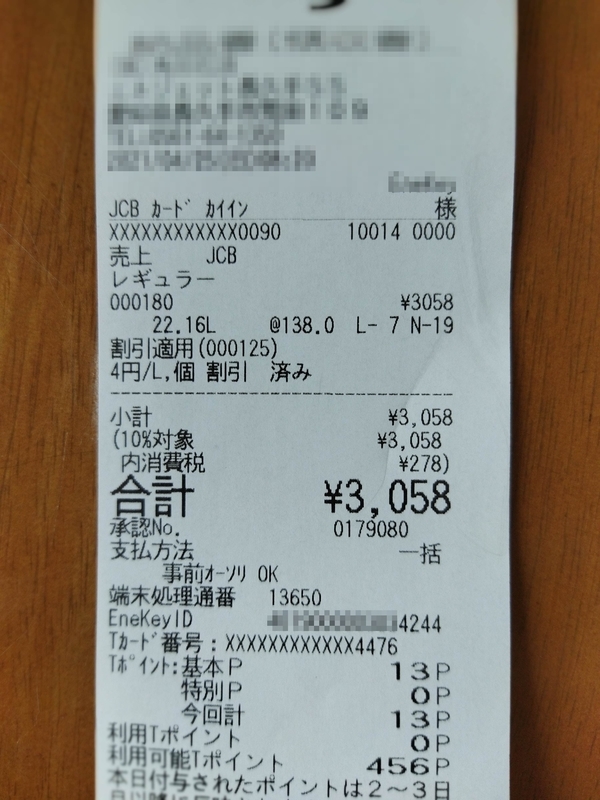 EneKey
JCB カード カイイン 様
XXXXXXXXXXXX0090 10014 0000
売上 JCB
レギュラー
000180 ¥3058
22.16L @138.0 L- 7 N-19
割引適用(000125)
4円/L,個 割引 済み
小計 ¥3,058
(10%対象 ¥3,058
内消費税 ¥278)
合計 ¥3,058
承認No. 0179080
支払方法 一括
事前オーソリ OK
端末処理通番 13650
EneKeyID 4244
Tカード番号:XXXXXXXXXXXX4476
Tポイント:基本P 13P
特別P 0P
今回計 13P
利用Tポイント 0P
利用可能Tポイント 456P
本日付与されたポイントは2~3日